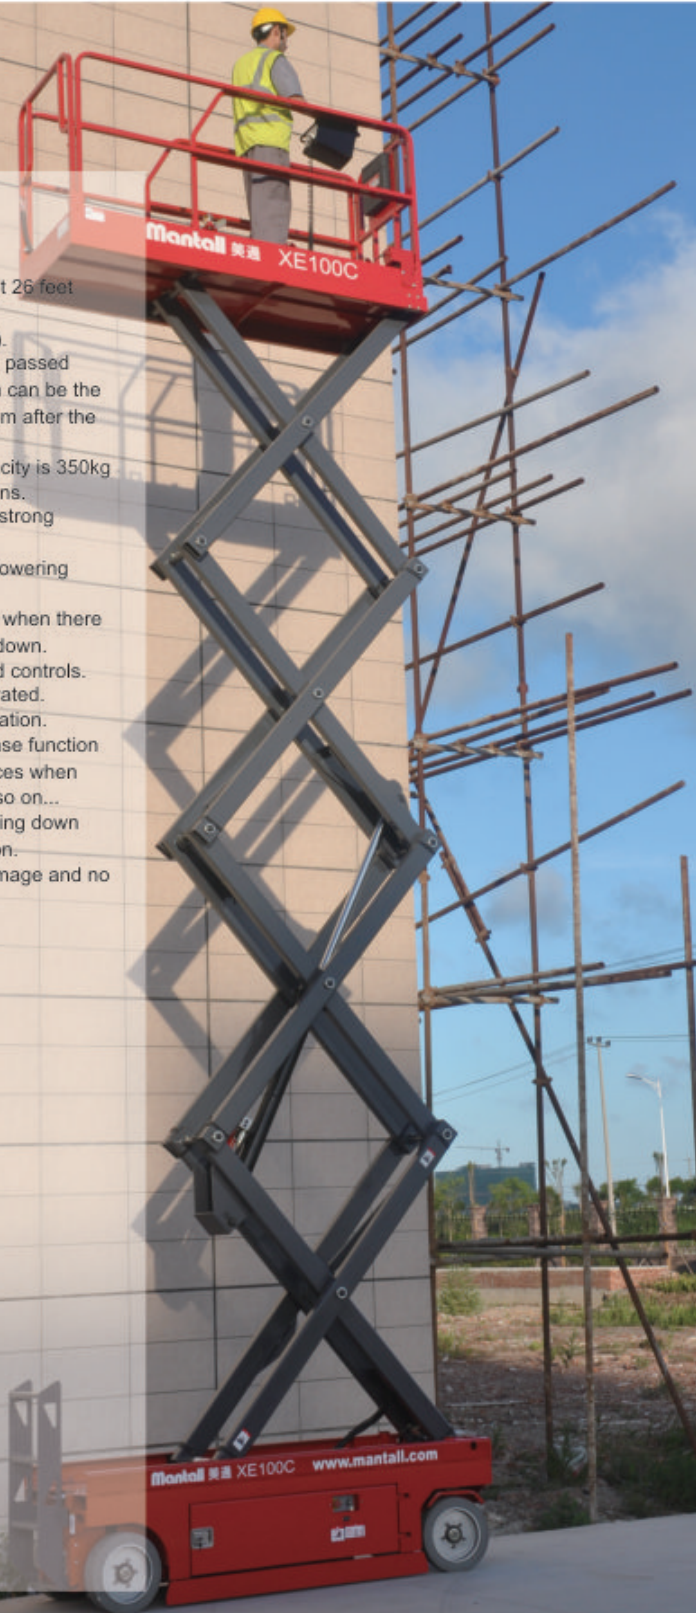 Mantall 美通 XE100C
t 26 feet
).
passed
can be the
m after the
city is 350kg
ns.
strong
owering
when there
down.
d controls.
rated.
ation.
ase function
ces when
so on...
ing down
on.
mage and no
Mantall 美通 XE100C www.mantall.com